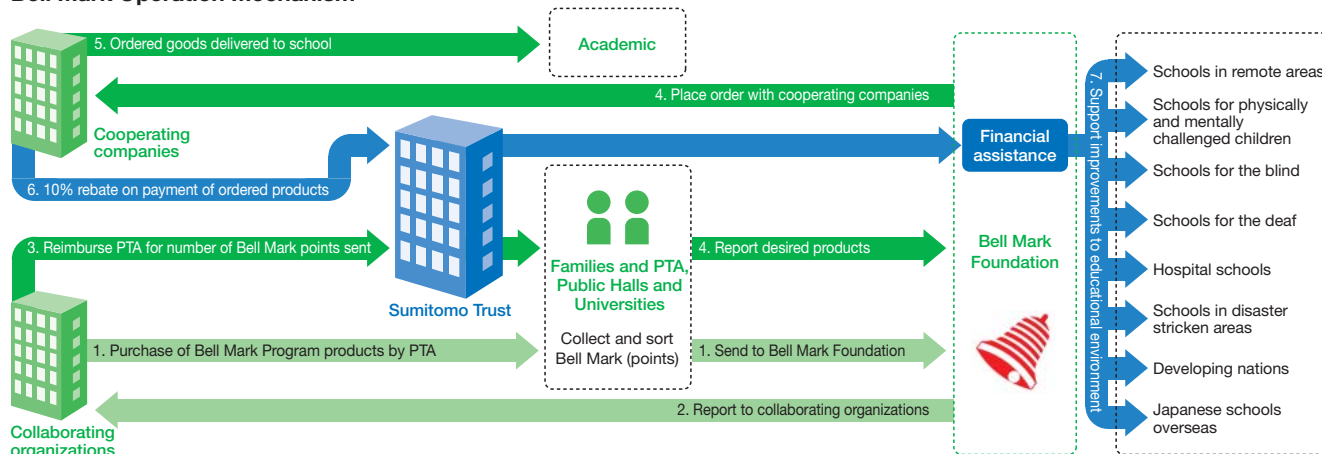 Bell Mark Operation Mechanism
5. Ordered goods delivered to school
Academic
4. Place order with cooperating companies
Cooperating
companies
6. 10% rebate on payment of ordered products
Financial
assistance
3. Reimburse PTA for number of Bell Mark points sent
Sumitomo Trust
Families and PTA,
Public Halls and
Universities
Collect and sort
Bell Mark (points)
4. Report desired products
Bell Mark
Foundation
1. Purchase of Bell Mark Program products by PTA
1. Send to Bell Mark Foundation
2. Report to collaborating organizations
Collaborating
organizations
7. Support improvements to educational environment
Schools in remote areas
Schools for physically
and mentally
challenged children
Schools for the blind
Schools for the deaf
Hospital schools
Schools in disaster
stricken areas
Developing nations
Japanese schools
overseas